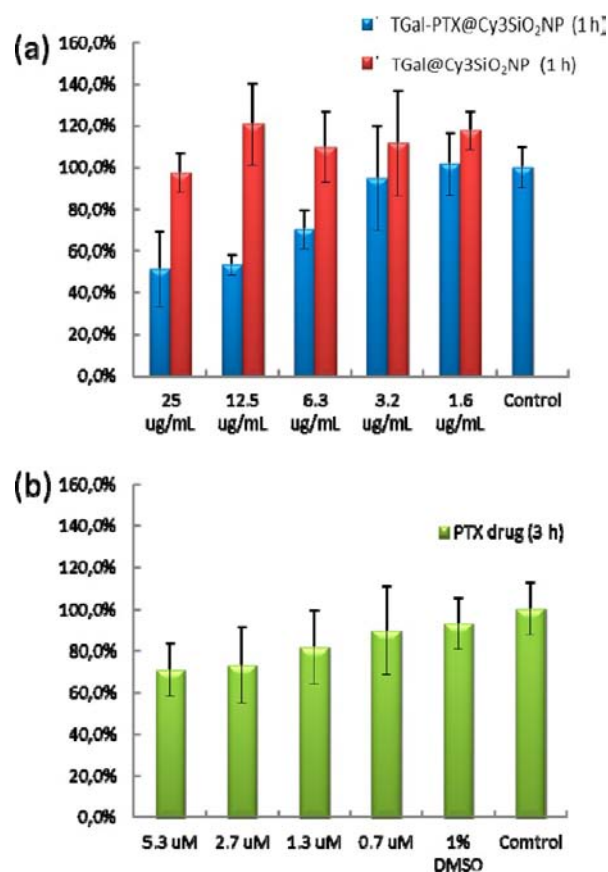 (a)
TGal-PTX@Cy3SiO₂NP (1 h)
TGal@Cy3SiO₂NP (1 h)
160,0%
140,0%
120,0%
100,0%
80,0%
60,0%
40,0%
20,0%
0,0%
25 12.5 6.3 3.2 1.6 Control
ug/mL ug/mL ug/mL ug/mL ug/mL
(b)
PTX drug (3 h)
160,0%
140,0%
120,0%
100,0%
80,0%
60,0%
40,0%
20,0%
0,0%
5.3 uM 2.7 uM 1.3 uM 0.7 uM 1% Comtrol
DMSO